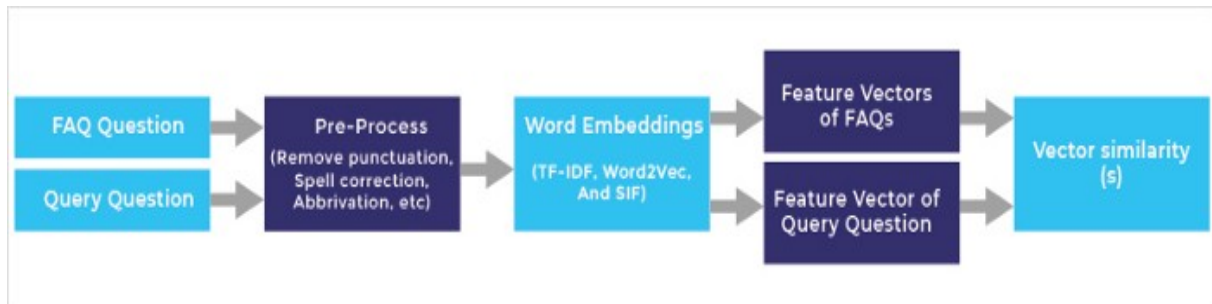 FAQ Question
Query Question
Pre-Process
(Remove punctuation,
Spell correction,
Abbrivation, etc)
Word Embeddings
(TF-IDF, Word2Vec,
And SIF)
Feature Vectors
of FAQs
Feature Vector of
Query Question
Vector similarity
(s)